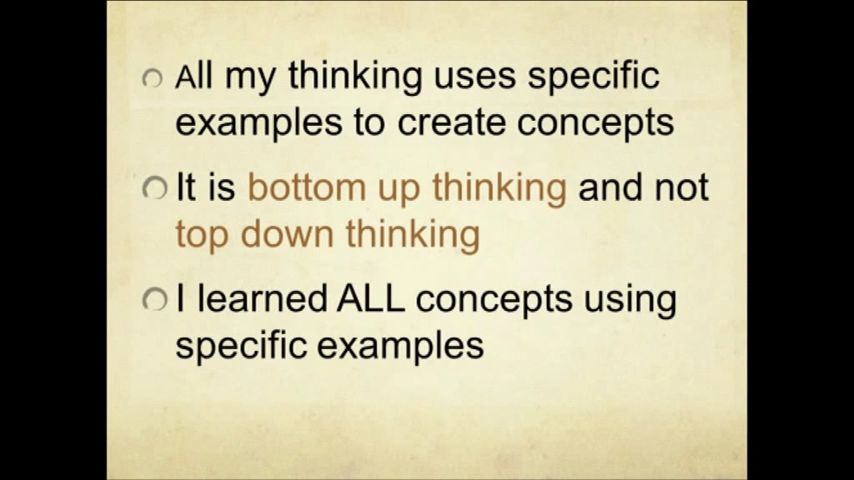 All my thinking uses specific
examples to create concepts
It is bottom up thinking and not
top down thinking
I learned ALL concepts using
specific examples